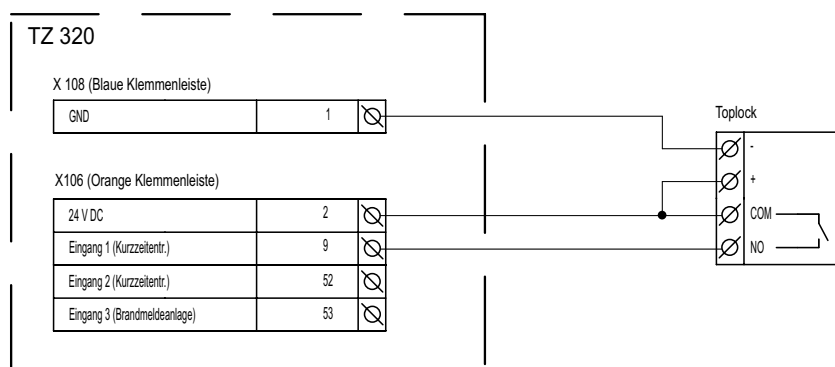 TZ 320
X 108 (Blaue Klemmenleiste)
GND 1
Toplock
-
+
COM
NO
X106 (Orange Klemmenleiste)
24 V DC 2
Eingang 1 (Kurzzeitentr.) 9
Eingang 2 (Kurzzeitentr.) 52
Eingang 3 (Brandmeldeanlage) 53